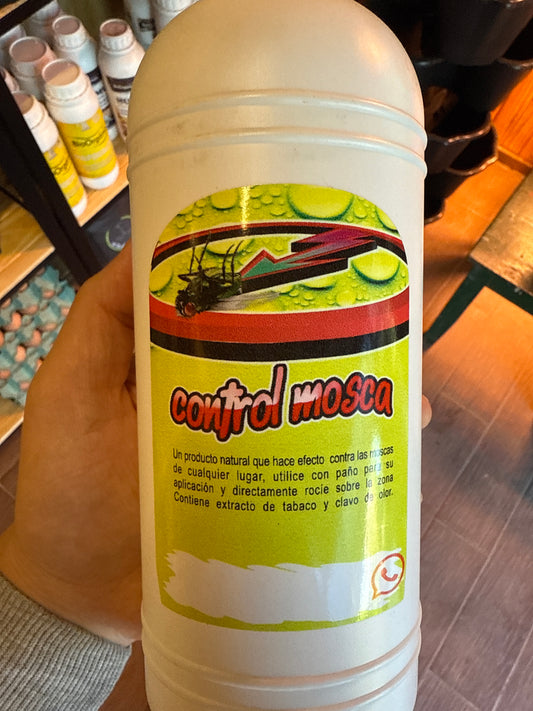 control mosca
Un producto natural que hace efecto contra las moscas
de cualquier lugar, utilice con paño para su
aplicación y directamente rocíe sobre la zona
Contiene extracto de tabaco y clavo de olor.